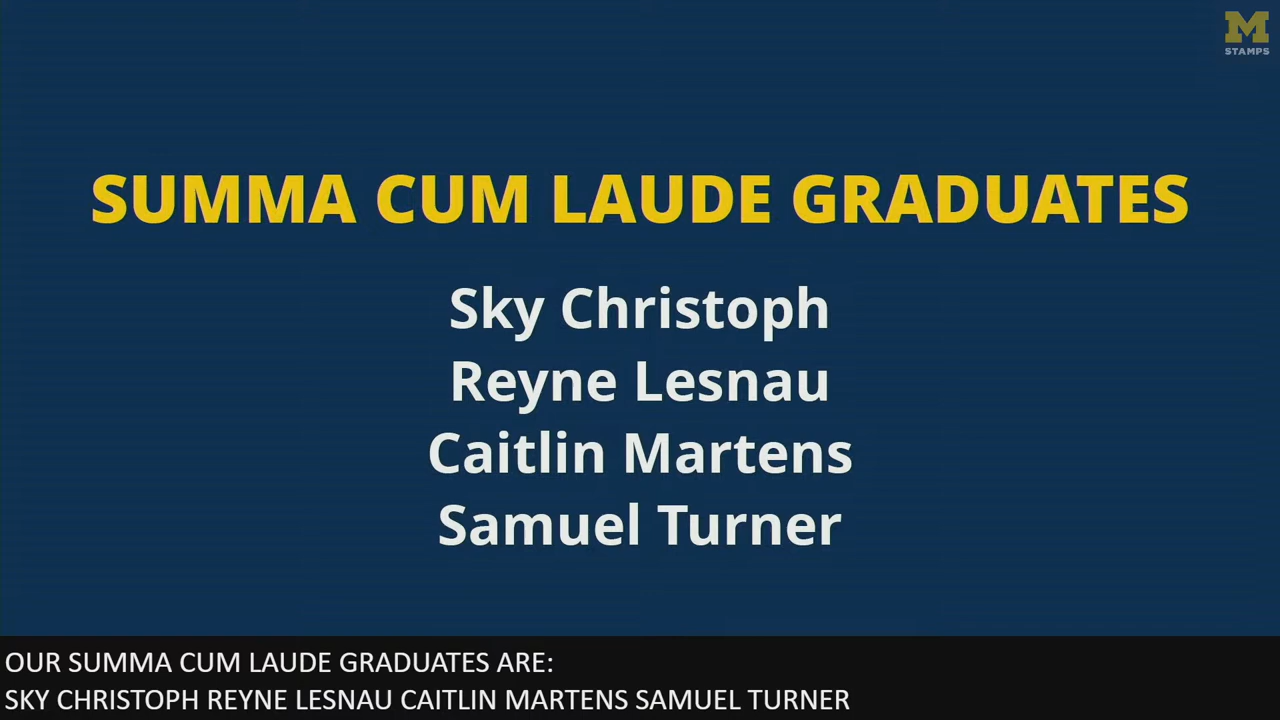 M
STAMPS
SUMMA CUM LAUDE GRADUATES
Sky Christoph
Reyne Lesnau
Caitlin Martens
Samuel Turner
OUR SUMMA CUM LAUDE GRADUATES ARE:
SKY CHRISTOPH REYNE LESNAU CAITLIN MARTENS SAMUEL TURNER